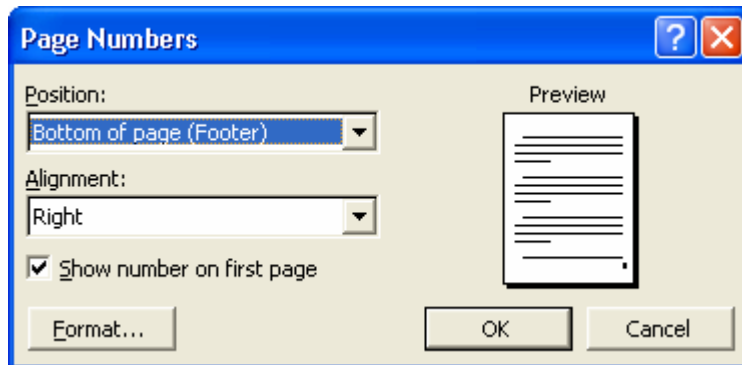 Page Numbers
Position:
Preview
Bottom of page (Footer)
Alignment:
Right
Show number on first page
Format...
OK
Cancel